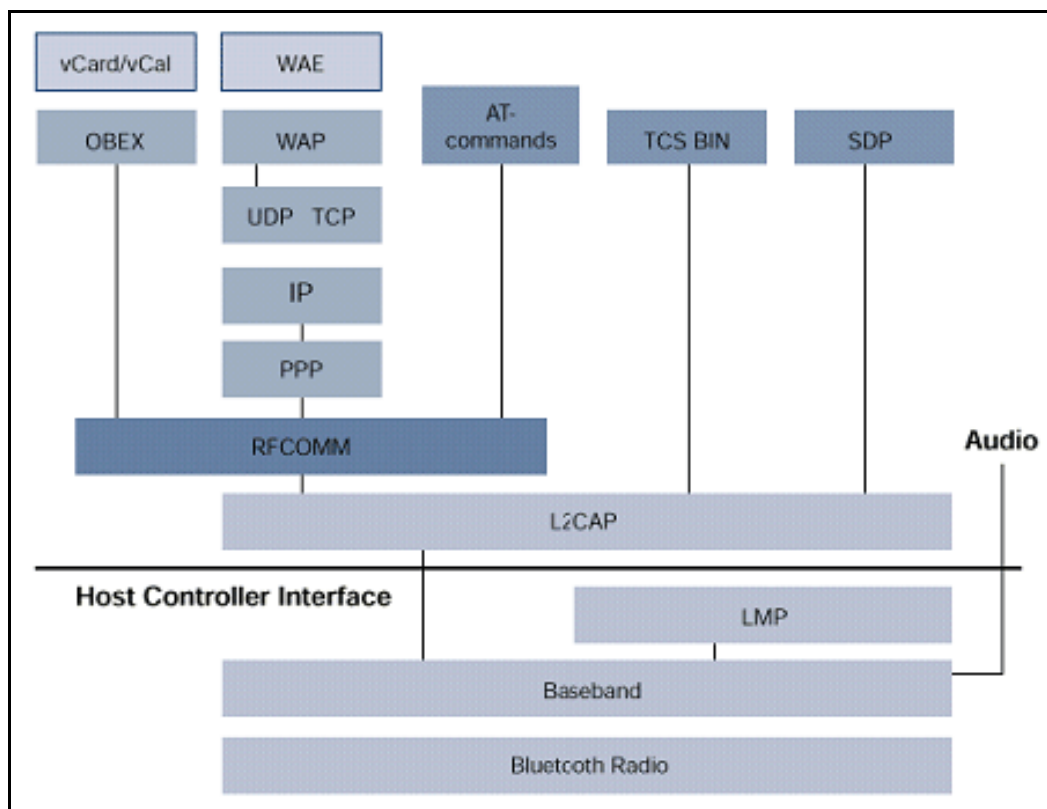 vCard/vCal
WAE
OBEX
WAP
AT-
commands
TCS BIN
SDP
UDP TCP
IP
PPP
RFCOMM
Audio
L2CAP
Host Controller Interface
LMP
Baseband
Bluetooth Radio